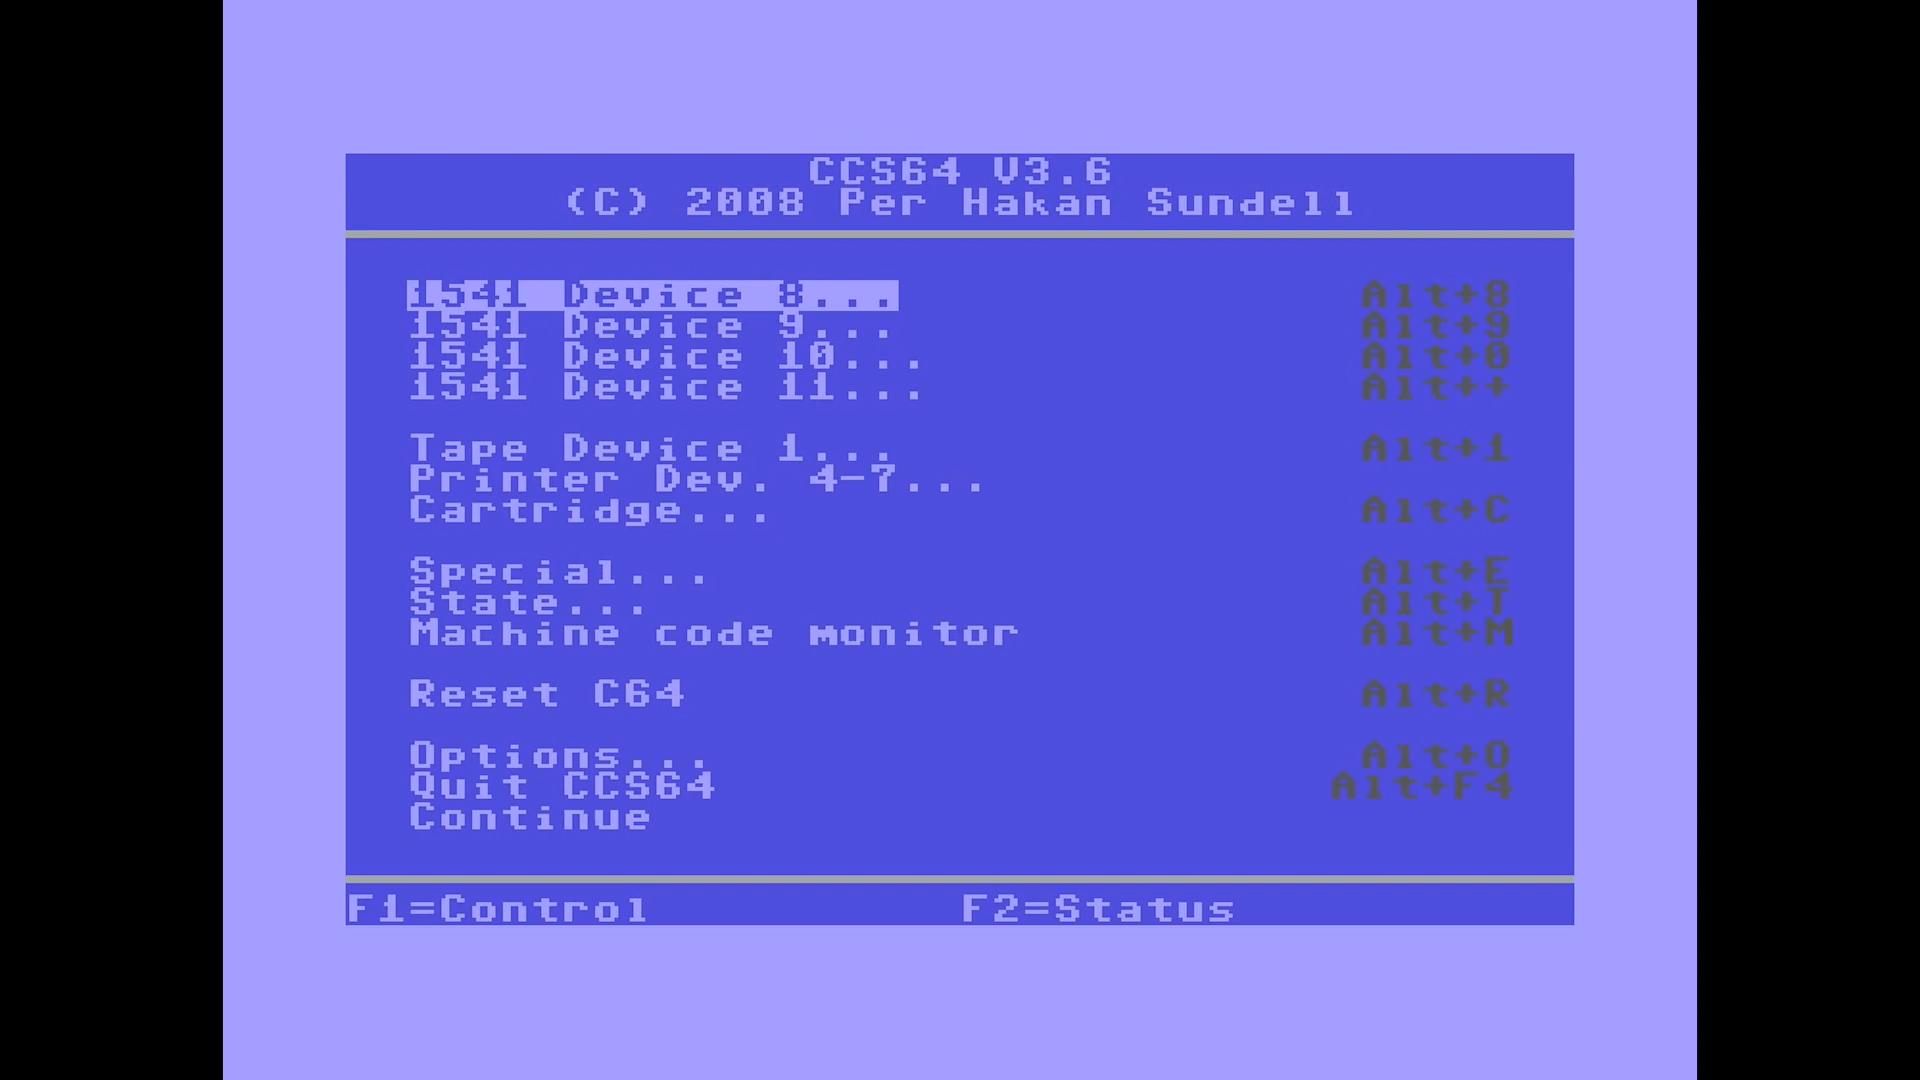 CCS64 V3.6
(C) 2008 Per Hakan Sundell
1541 Device 8... Alt+8
1541 Device 9... Alt+9
1541 Device 10... Alt+0
1541 Device 11... Alt++
Tape Device 1... Alt+1
Printer Dev. 4-7...
Cartridge... Alt+C
Special... Alt+E
State... Alt+T
Machine code monitor Alt+M
Reset C64 Alt+R
Options... Alt+O
Quit CCS64 Alt+F4
Continue
F1=Control F2=Status